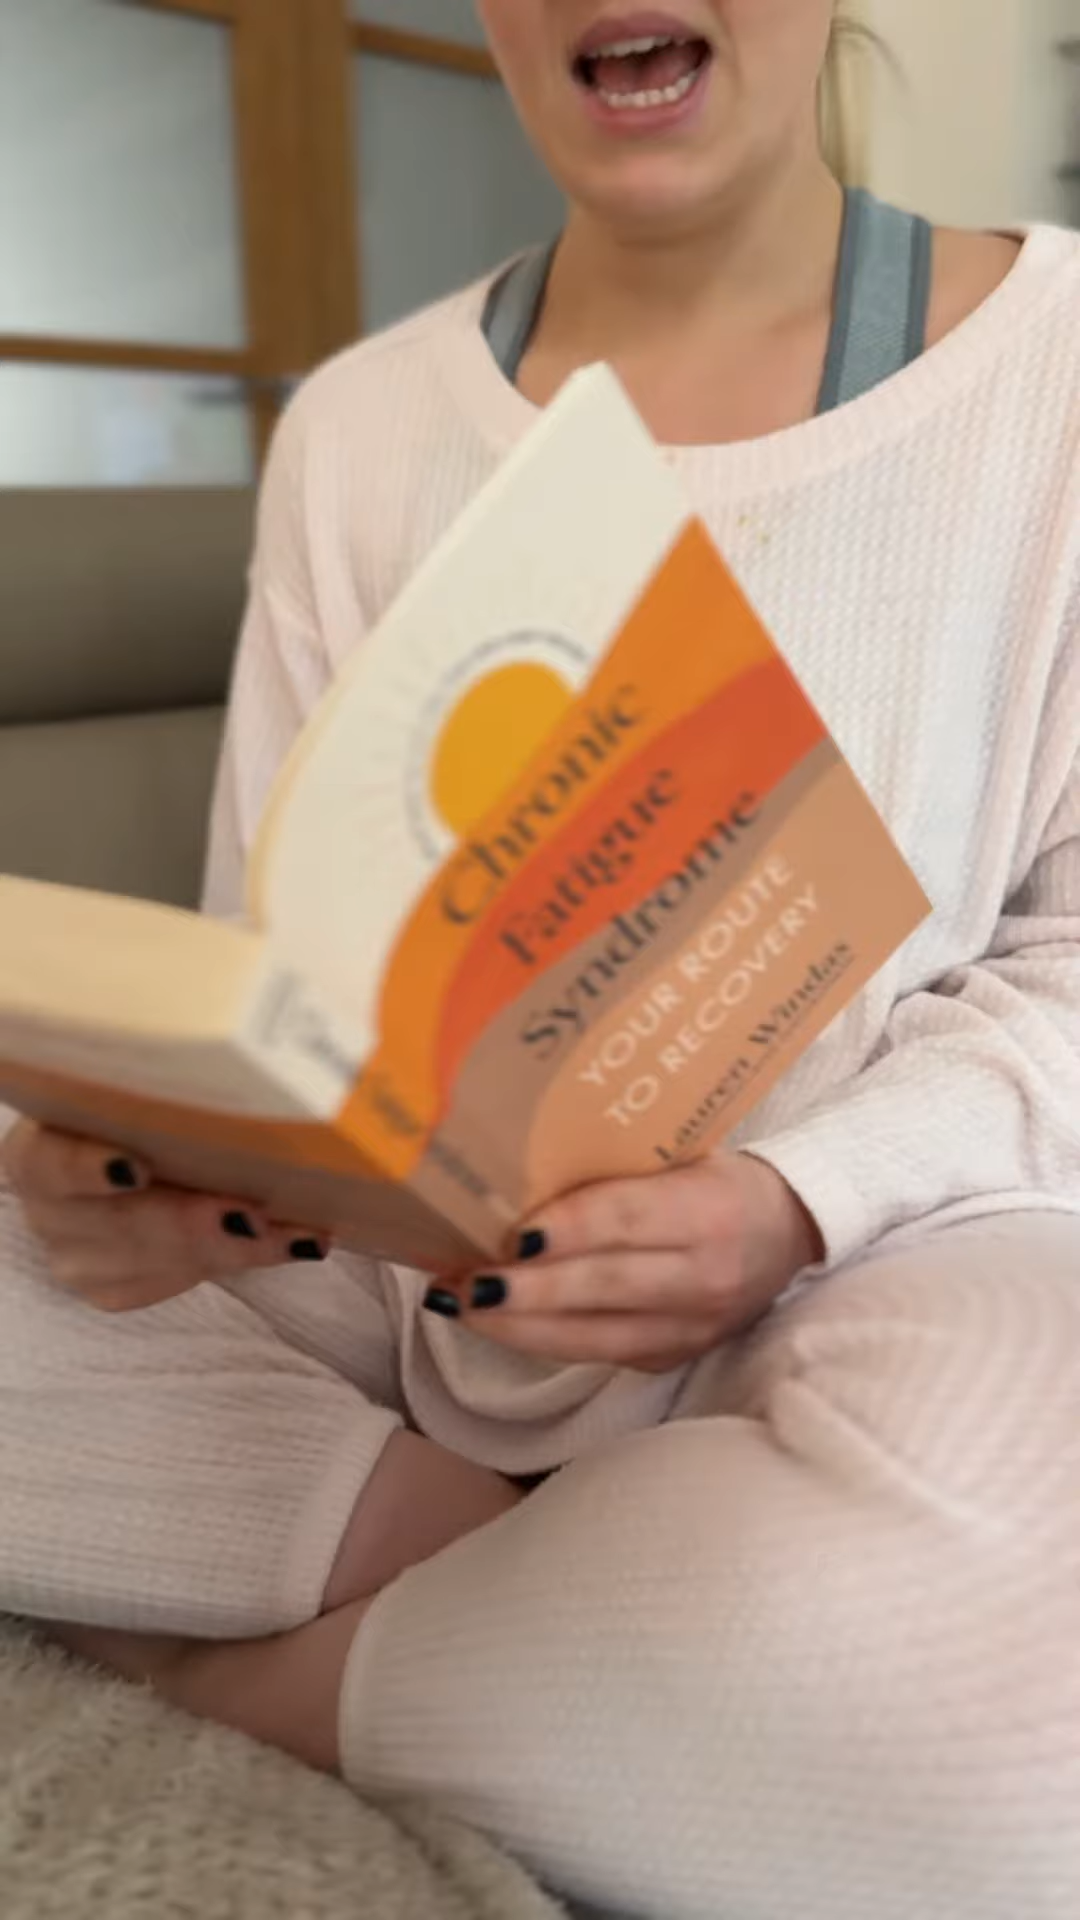 Chronic
Fatigue
Syndrome
YOUR ROUTE
TO RECOVERY
Lauren Windas